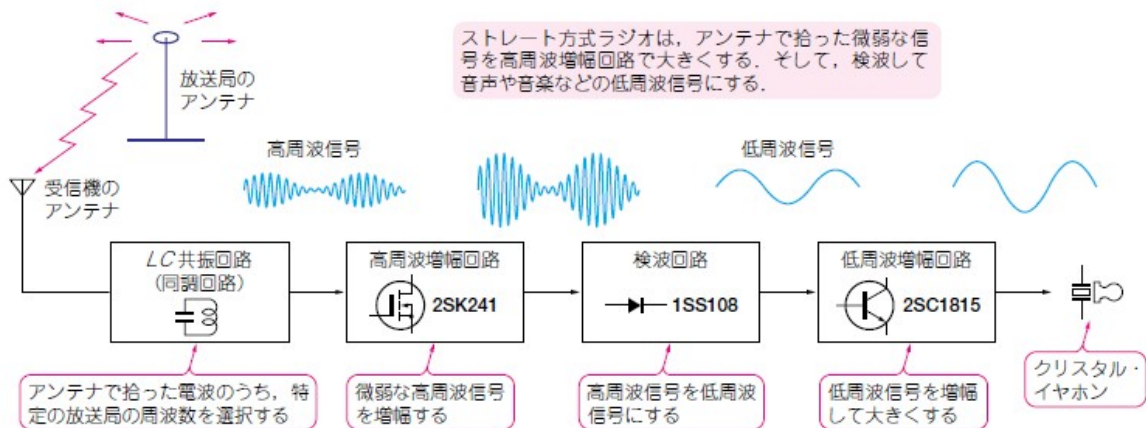 ストレート方式ラジオは，アンテナで拾った微弱な信
号を高周波増幅回路で大きくする．そして，検波して
音声や音楽などの低周波信号にする．
放送局の
アンテナ
受信機の
アンテナ
高周波信号
低周波信号
LC共振回路
(同調回路)
高周波増幅回路
2SK241
検波回路
1SS108
低周波増幅回路
2SC1815
アンテナで拾った電波のうち，特
定の放送局の周波数を選択する
微弱な高周波信号
を増幅する
高周波信号を低周波
信号にする
低周波信号を増幅
して大きくする
クリスタル・
イヤホン